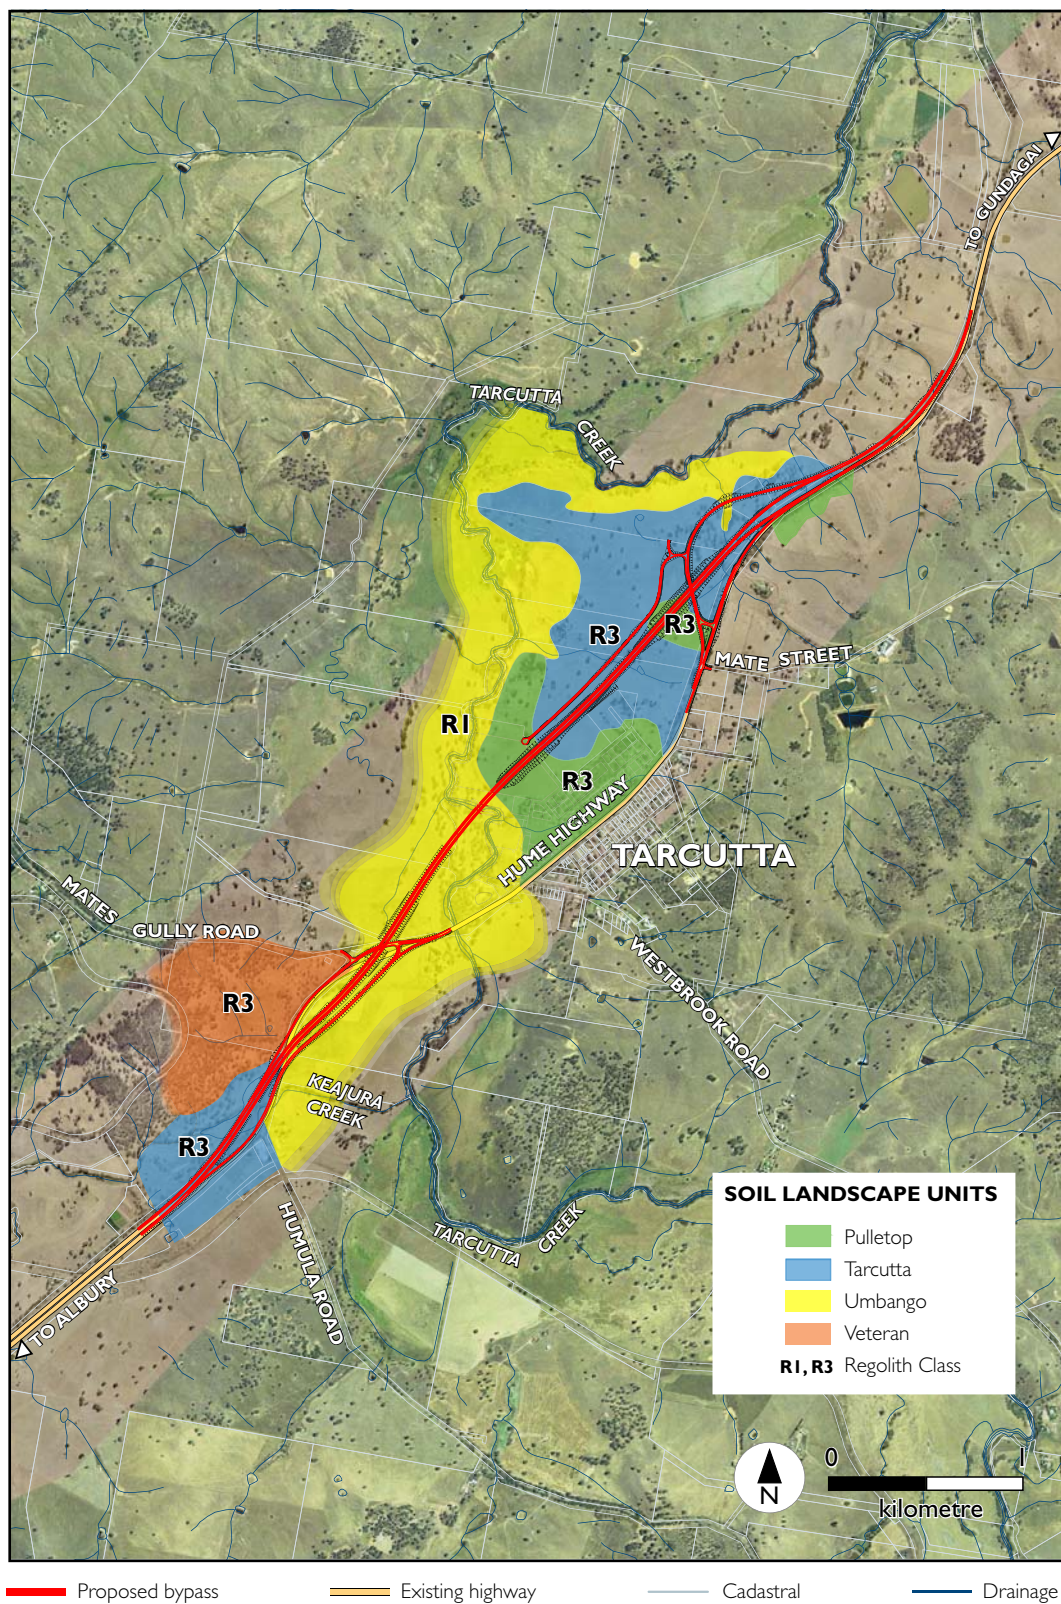 TO GUNDAGAI
TARCUTTA
CREEK
R3
R3
MATE STREET
R1
R3
HUME HIGHWAY
TARCUTTA
MATES
GULLY ROAD
WESTBROOK ROAD
R3
KEAJURA
CREEK
R3
HUMULA ROAD
TARCUTTA
CREEK
TO ALBURY
SOIL LANDSCAPE UNITS
Pulletop
Tarcutta
Umbango
Veteran
R1, R3 Regolith Class
N
0 1
kilometre
Proposed bypass Existing highway Cadastral Drainage